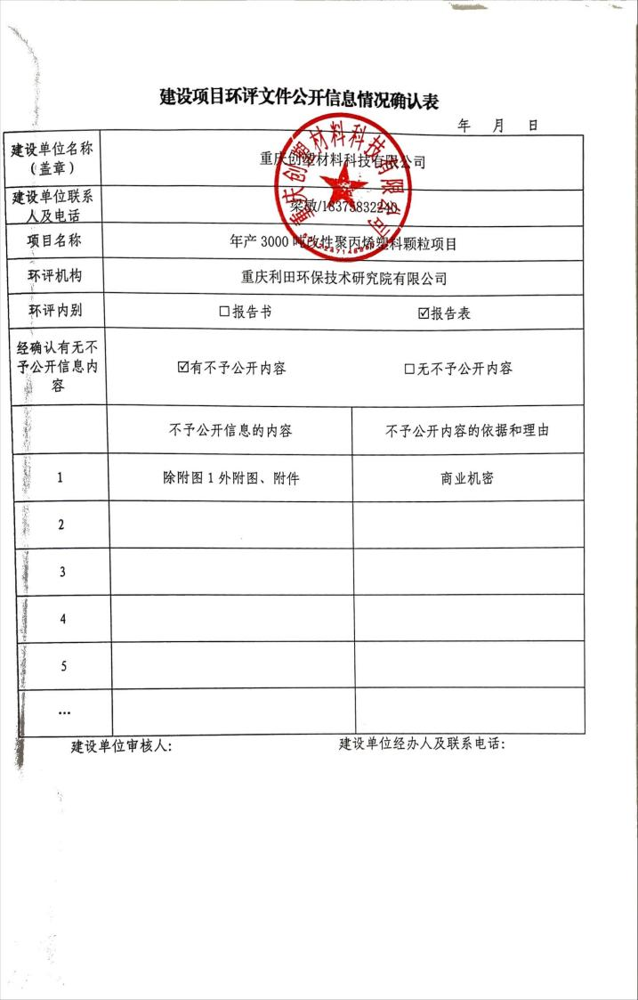 建设项目环评文件公开信息情况确认表
年 月 日
建设单位名称
（盖章）
重庆创塑材料科技有限公司
重庆创塑材料科技有限公司
建设单位联系
人及电话
梁敏/18375832240
项目名称
年产 3000 吨改性聚丙烯塑料颗粒项目
环评机构
重庆利田环保技术研究院有限公司
环评内别
☐报告书
☑报告表
经确认有无不
予公开信息内
容
☑有不予公开内容
☐无不予公开内容
不予公开信息的内容
不予公开内容的依据和理由
1
除附图 1 外附图、附件
商业机密
2
3
4
5
…
建设单位审核人：
建设单位经办人及联系电话：